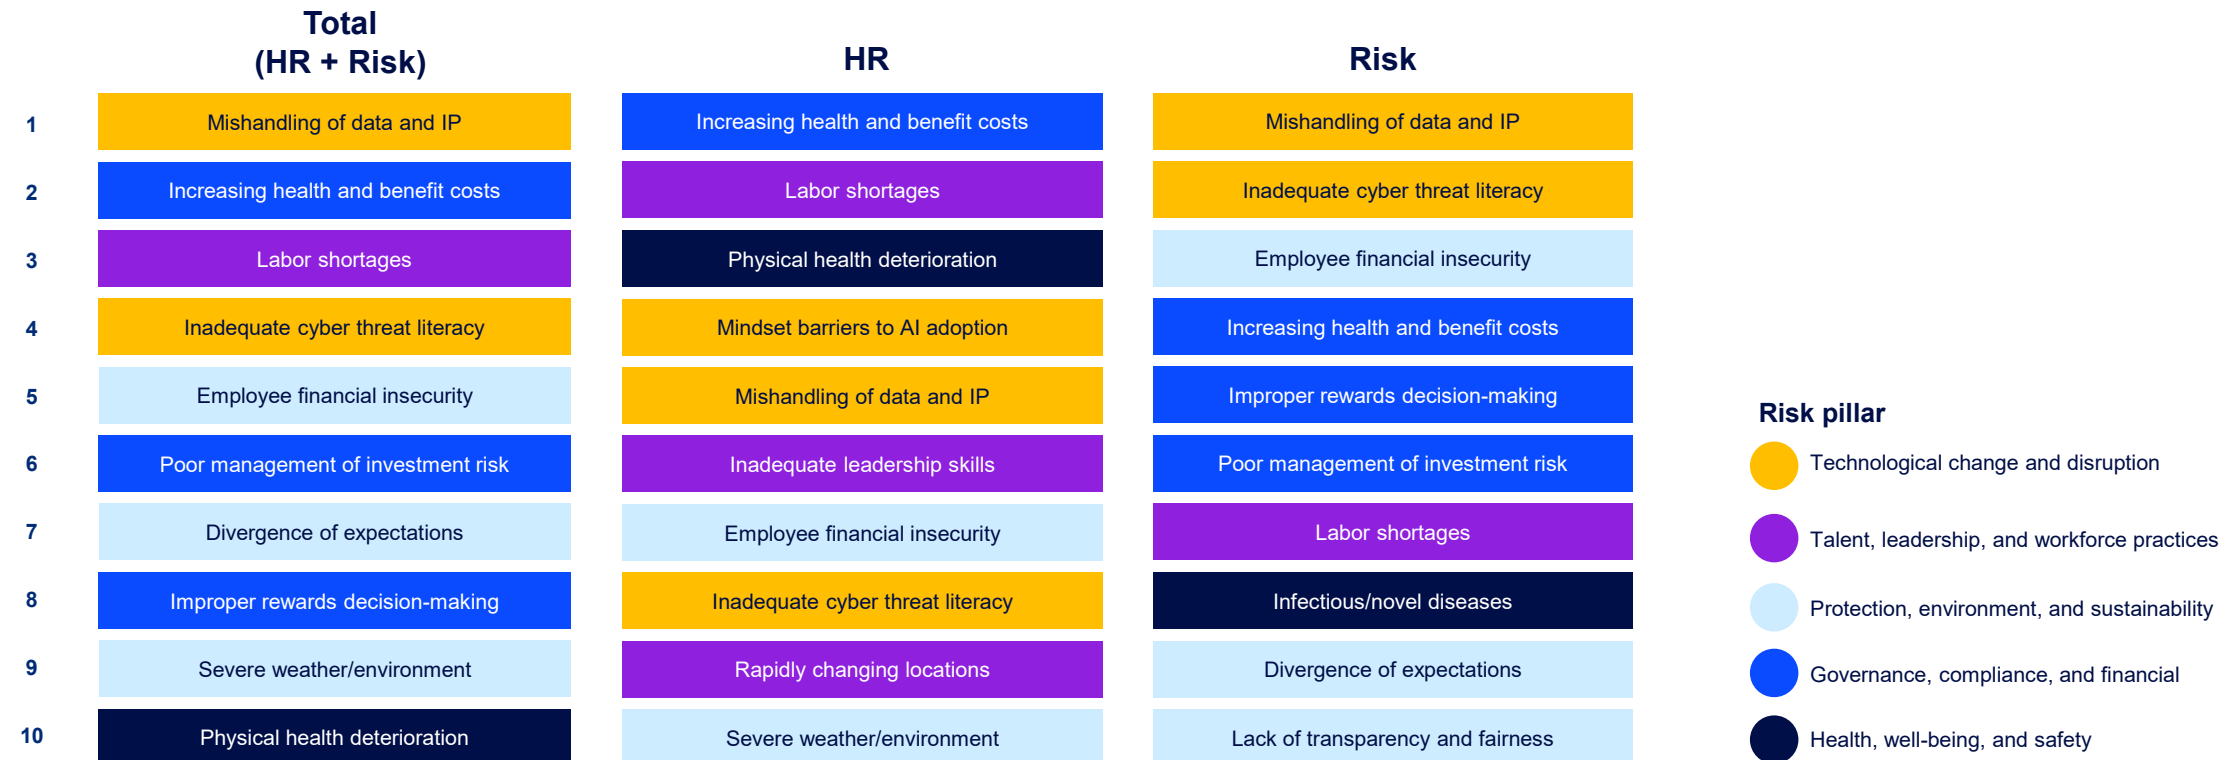 Total
(HR + Risk)
HR
Risk
1
Mishandling of data and IP
Increasing health and benefit costs
Mishandling of data and IP
2
Increasing health and benefit costs
Labor shortages
Inadequate cyber threat literacy
3
Labor shortages
Physical health deterioration
Employee financial insecurity
4
Inadequate cyber threat literacy
Mindset barriers to AI adoption
Increasing health and benefit costs
5
Employee financial insecurity
Mishandling of data and IP
Improper rewards decision-making
6
Poor management of investment risk
Inadequate leadership skills
Poor management of investment risk
7
Divergence of expectations
Employee financial insecurity
Labor shortages
8
Improper rewards decision-making
Inadequate cyber threat literacy
Infectious/novel diseases
9
Severe weather/environment
Rapidly changing locations
Divergence of expectations
10
Physical health deterioration
Severe weather/environment
Lack of transparency and fairness
Risk pillar
Technological change and disruption
Talent, leadership, and workforce practices
Protection, environment, and sustainability
Governance, compliance, and financial
Health, well-being, and safety